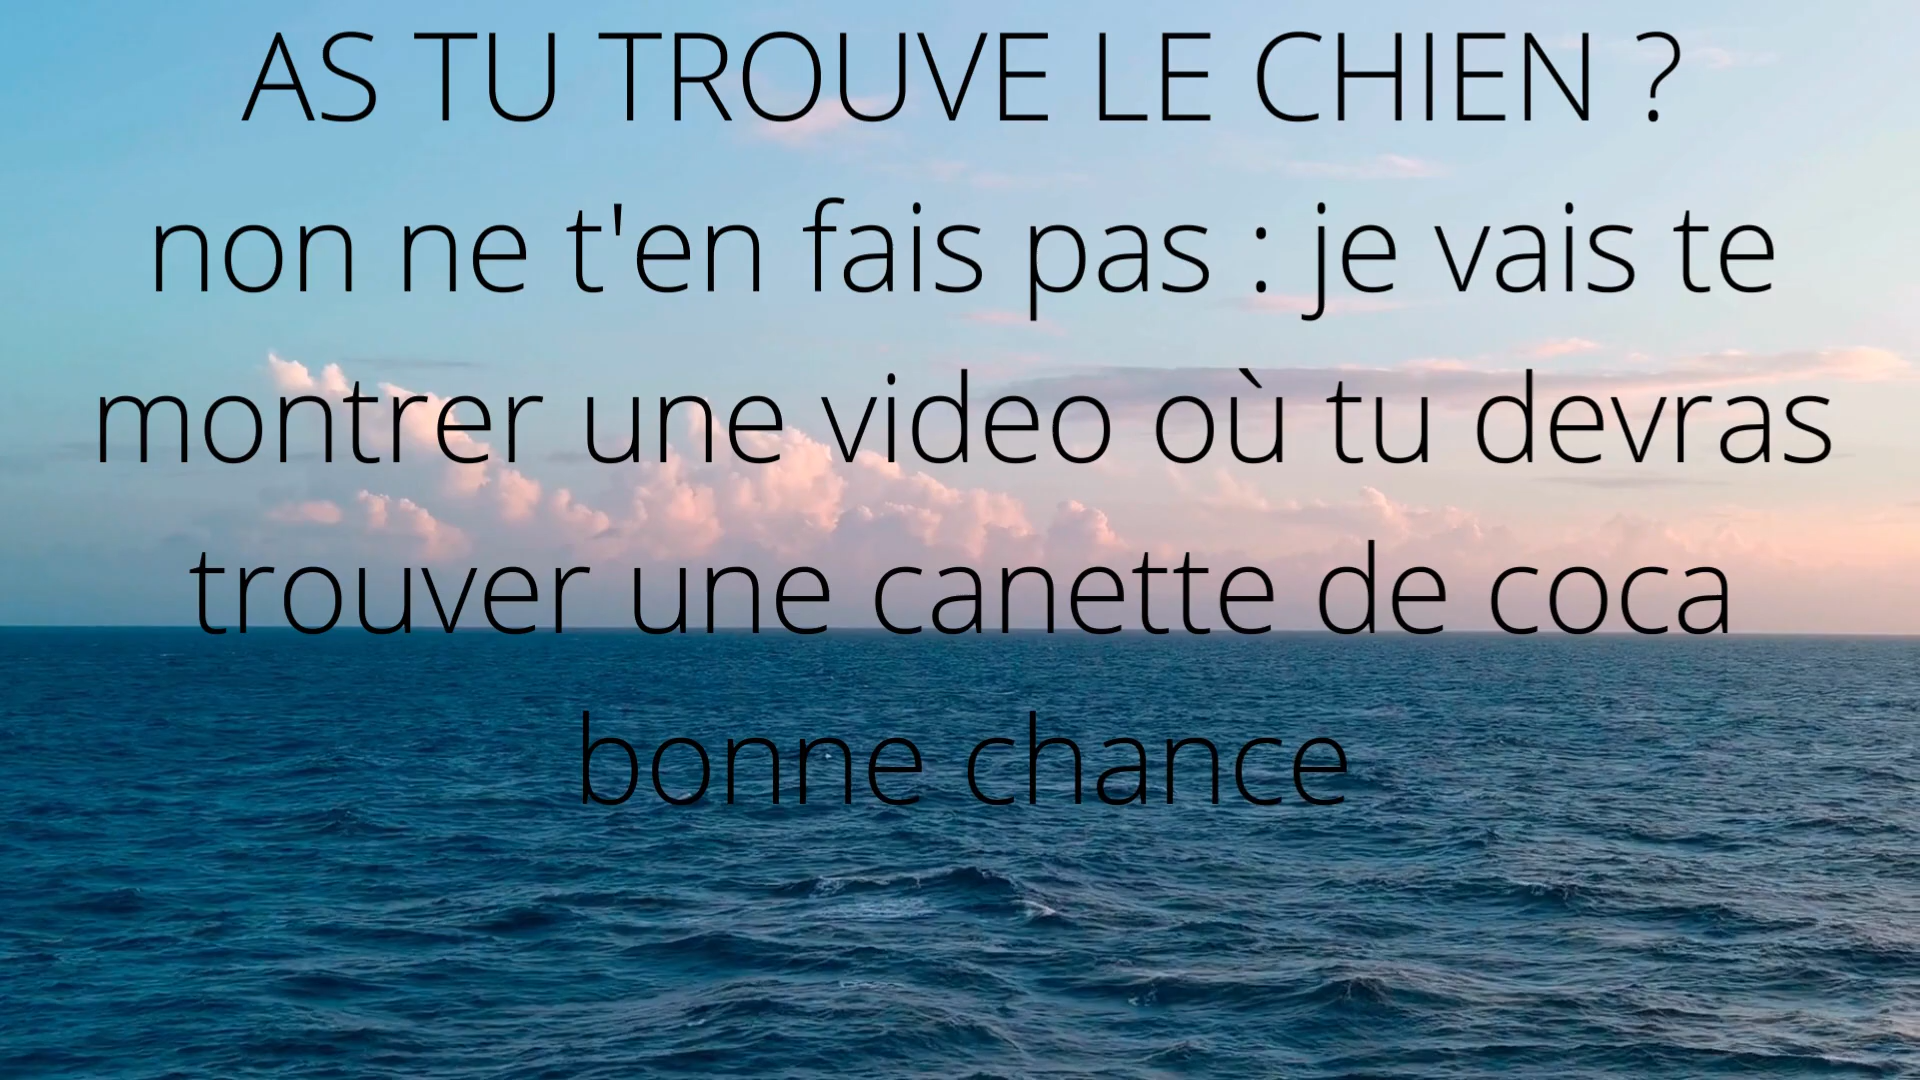 AS TU TROUVE LE CHIEN ?
non ne t'en fais pas : je vais te
montrer une video où tu devras
trouver une canette de coca
bonne chance